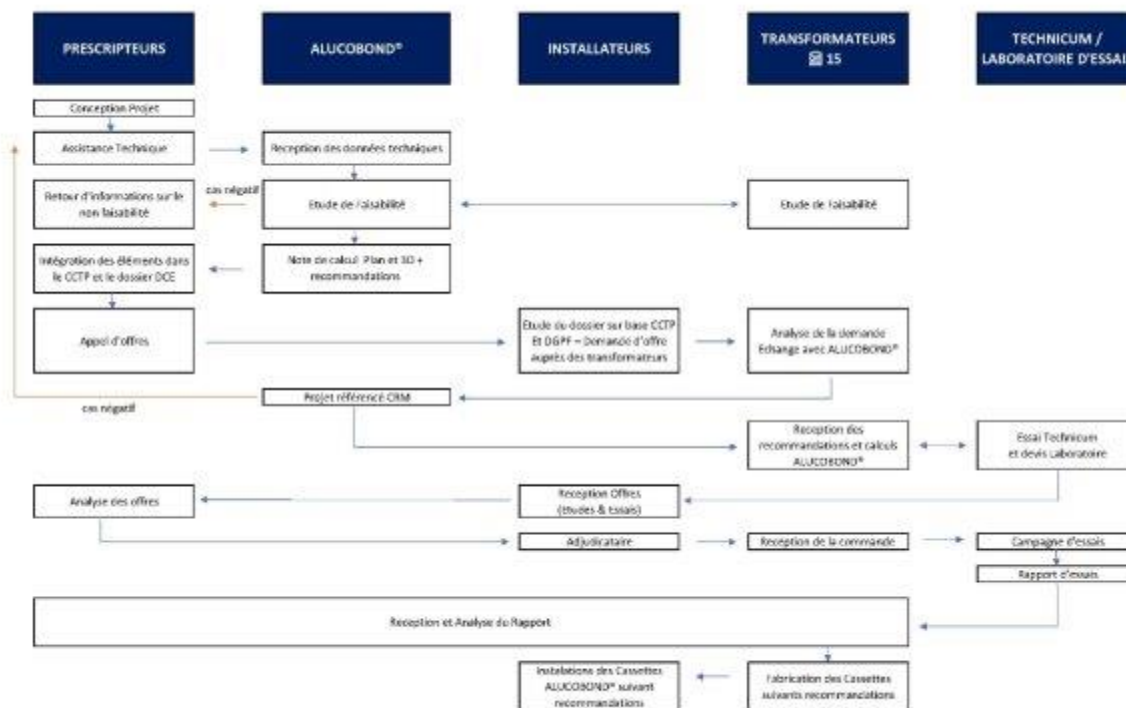 PRESCRIPTEURS
ALUCOBOND®
INSTALLATEURS
TRANSFORMATEURS
15
TECHNICUM /
LABORATOIRE D'ESSAI
Conception Projet
Assistance Technique
Reception des données techniques
Retour d'informations sur le
non faisabilité
cas négatif
Etude de Faisabilité
Etude de Faisabilité
Intégration des éléments dans
le CCTP et le dossier DCE
Note de calcul Plan et 3D +
recommandations
Appel d'offres
Etude du dossier sur base CCTP
Et DGPF – Demande d'offre
auprès des transformateurs
Analyse de la demande
Echange avec ALUCOBOND®
cas négatif
Projet référencé CRM
Reception des
recommandations et calculs
ALUCOBOND®
Essai Technicum
et devis Laboratoire
Analyse des offres
Reception Offres
(Etudes & Essais)
Adjudicataire
Reception de la commande
Campagne d'essais
Rapport d'essais
Reception et Analyse du Rapport
Instalations des Cassettes
ALUCOBOND® suivant
recommandations
Fabrication des Cassettes
suivants recommandations